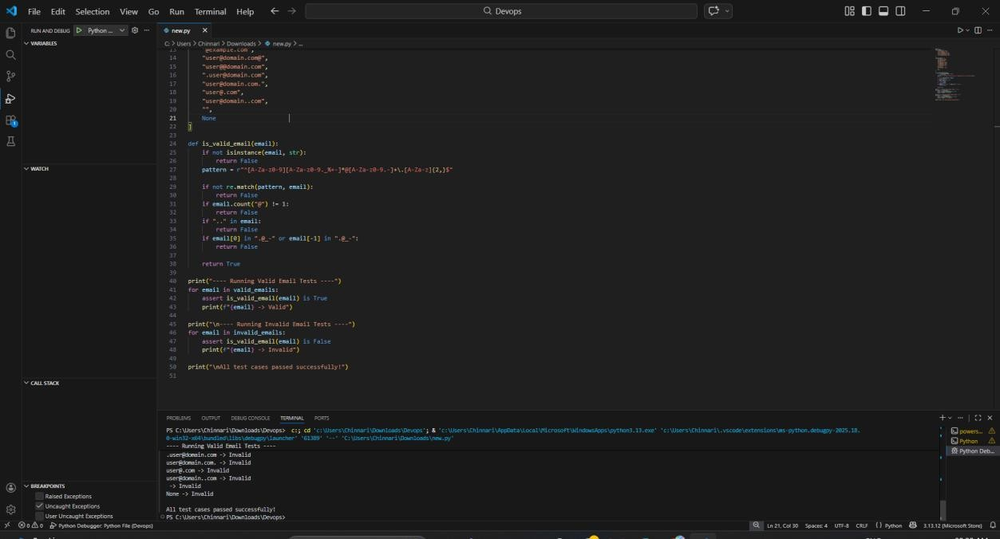 File Edit Selection View Go Run Terminal Help Devops
RUN AND DEBUG Python ... new.py
C: > Users > Chinnari > Downloads > new.py > ...
VARIABLES
WATCH
CALL STACK
BREAKPOINTS
Raised Exceptions
Uncaught Exceptions
User Uncaught Exceptions
13 "@example.com",
14 "user@domain.com@",
15 "user@@domain.com",
16 ".user@domain.com",
17 "user@domain.com.",
18 "user@.com",
19 "user@domain..com",
20 "",
21 None
22 ]
23
24 def is_valid_email(email):
25 if not isinstance(email, str):
26 return False
27 pattern = r"^[A-Za-z0-9][A-Za-z0-9._%+-]*@[A-Za-z0-9.-]+\.[A-Za-z]{2,}$"
28
29 if not re.match(pattern, email):
30 return False
31 if email.count("@") != 1:
32 return False
33 if ".." in email:
34 return False
35 if email[0] in ".@_-" or email[-1] in ".@_-":
36 return False
37
38 return True
39
40 print("---- Running Valid Email Tests ----")
41 for email in valid_emails:
42 assert is_valid_email(email) is True
43 print(f"{email} -> Valid")
44
45 print("\n---- Running Invalid Email Tests ----")
46 for email in invalid_emails:
47 assert is_valid_email(email) is False
48 print(f"{email} -> Invalid")
49
50 print("\nAll test cases passed successfully!")
51
PROBLEMS OUTPUT DEBUG CONSOLE TERMINAL PORTS
PS C:\Users\Chinnari\Downloads\Devops> c:; cd 'c:\Users\Chinnari\Downloads\Devops'; & 'c:\Users\Chinnari\AppData\Local\Microsoft\WindowsApps\python3.13.exe' 'c:\Users\Chinnari\.vscode\extensions\ms-python.debugpy-2025.18.
0-win32-x64\bundled\libs\debugpy\launcher' '61389' '--' 'C:\Users\Chinnari\Downloads\new.py'
---- Running Valid Email Tests ----
.user@domain.com -> Invalid
user@domain.com. -> Invalid
user@.com -> Invalid
user@domain..com -> Invalid
-> Invalid
None -> Invalid
All test cases passed successfully!
PS C:\Users\Chinnari\Downloads\Devops>
powers...
Python
Python Deb...
0 0 Python Debugger: Python File (Devops) Ln 21, Col 30 Spaces: 4 UTF-8 CRLF {} Python 3.13.12 (Microsoft Store)